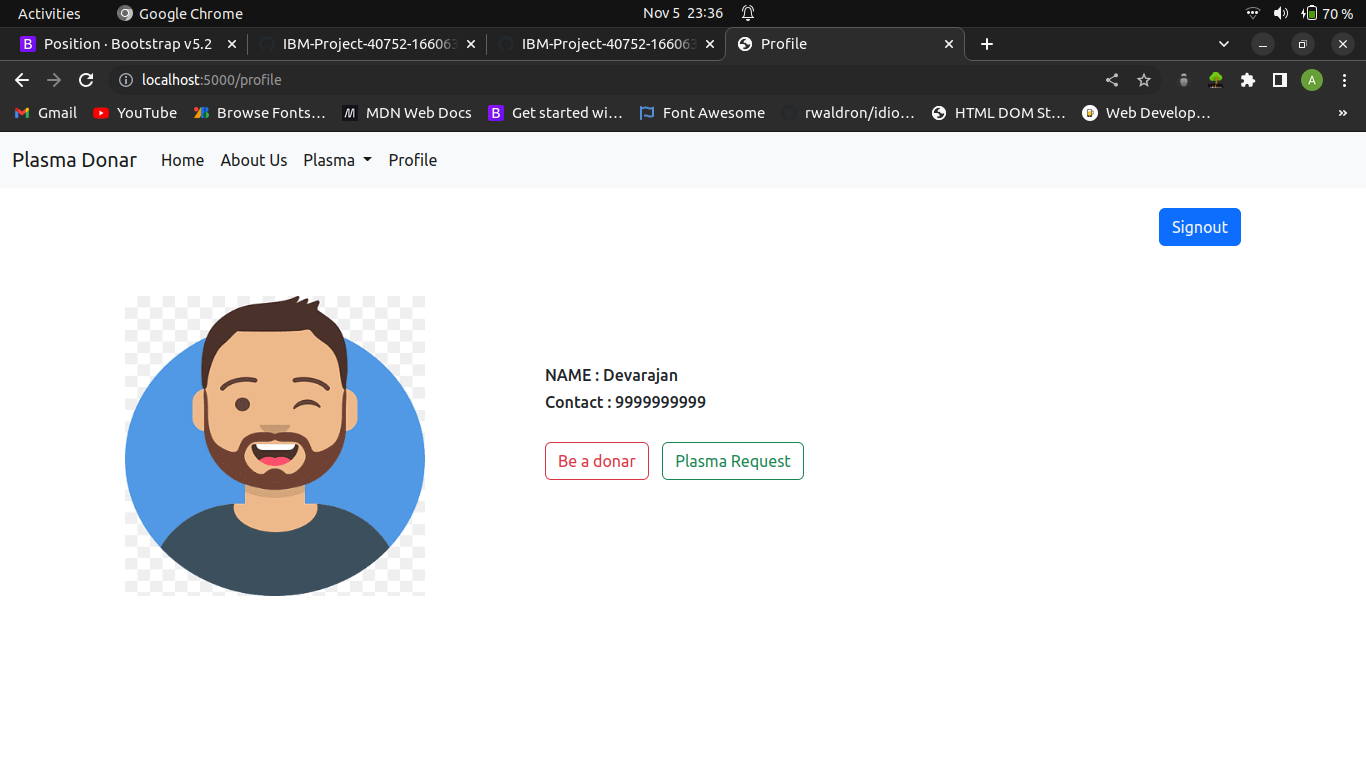 Activities Google Chrome Nov 5 23:36 70 %
Position · Bootstrap v5.2 IBM-Project-40752-166063 IBM-Project-40752-166063 Profile
localhost:5000/profile A
Gmail YouTube Browse Fonts… MDN Web Docs Get started wi… Font Awesome rwaldron/idio… HTML DOM St… Web Develop… »
Plasma Donar Home About Us Plasma Profile
Signout
NAME : Devarajan
Contact : 9999999999
Be a donar Plasma Request